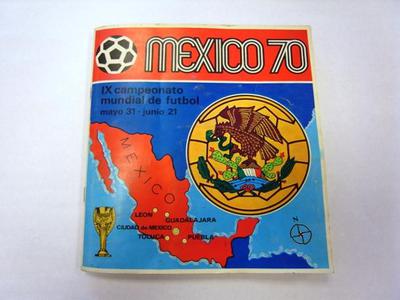 MEXICO 70
IX campeonato
mundial de futbol
mayo 31 - junio 21
MEXICO
LEON
GUADALAJARA
CIUDAD de MEXICO
TOLUCA
PUEBLA
N